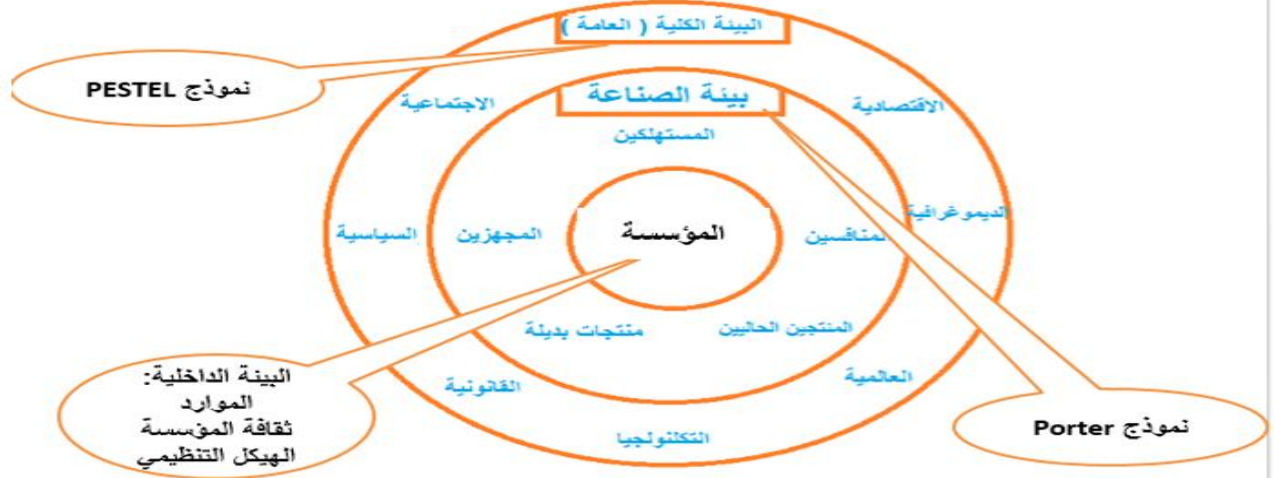 البيئة الكلية ( العامة )
نموذج PESTEL
بيئة الصناعة
الاجتماعية
الاقتصادية
المستهلكين
الديموغرافية
المنافسين
المؤسسة
المجهزين
السياسية
المنتجين الحاليين
منتجات بديلة
العالمية
القانونية
البيئة الداخلية:
الموارد
ثقافة المؤسسة
الهيكل التنظيمي
التكلنولجيا
نموذج Porter